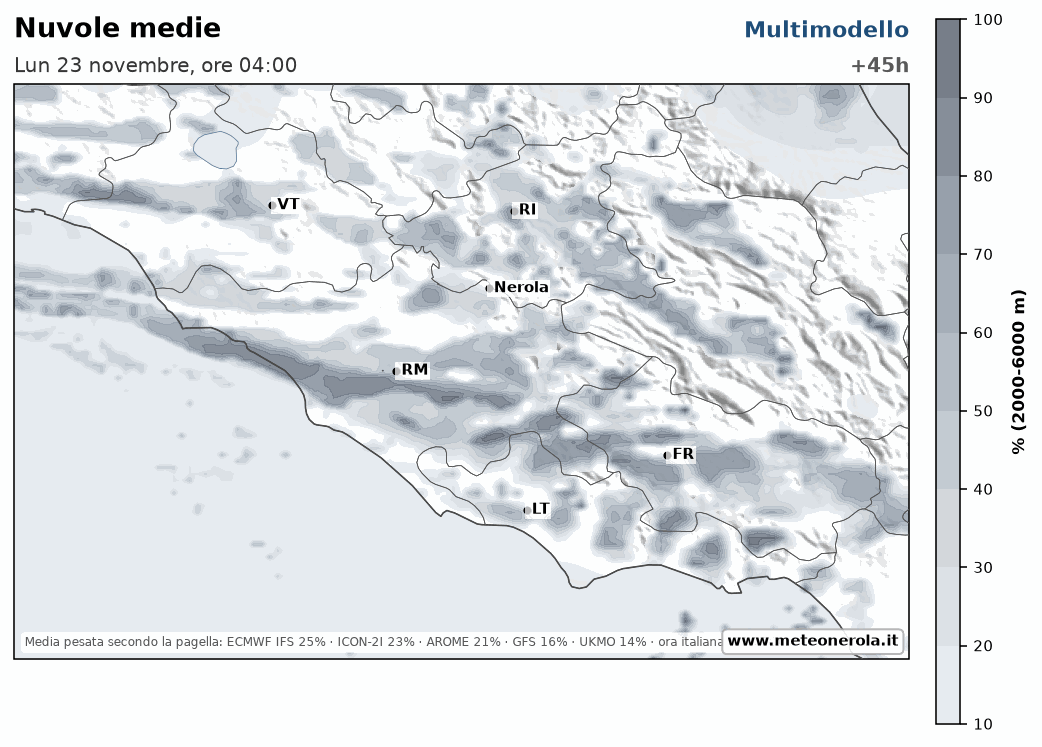 Nuvole medie
Multimodello
Lun 23 novembre, ore 04:00
+45h
VT
RI
Nerola
RM
FR
LT
Media pesata secondo la pagella: ECMWF IFS 25% · ICON-2I 23% · AROME 21% · GFS 16% · UKMO 14% · ora italiana
www.meteonerola.it
100
90
80
70
60
50
40
30
20
10
% (2000-6000 m)